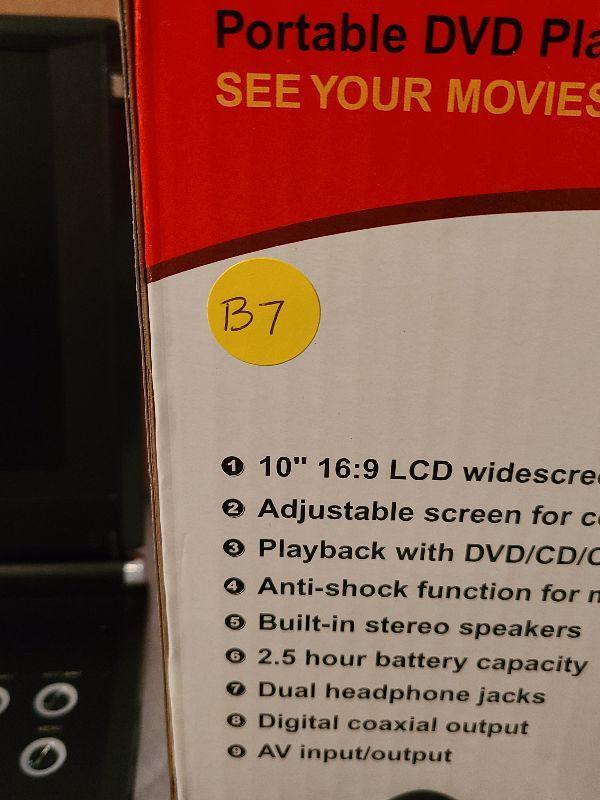 Portable DVD Pla
SEE YOUR MOVIES
B7
❶ 10" 16:9 LCD widescree
❷ Adjustable screen for c
❸ Playback with DVD/CD/
❹ Anti-shock function for
❺ Built-in stereo speakers
❻ 2.5 hour battery capacity
❼ Dual headphone jacks
❽ Digital coaxial output
❾ AV input/output